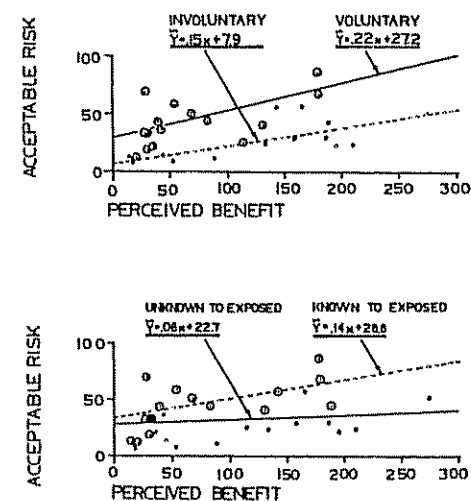 INVOLUNTARY VOLUNTARY
Ȳ=.15x+7.9 Ȳ=.22x+27.2
ACCEPTABLE RISK
100
50
0
0 50 100 150 200 300
PERCEIVED BENEFIT
UNKNOWN TO EXPOSED KNOWN TO EXPOSED
Ȳ=.06x+22.7 Ȳ=.14x+28.8
ACCEPTABLE RISK
100
50
0
0 50 100 150 200 300
PERCEIVED BENEFIT